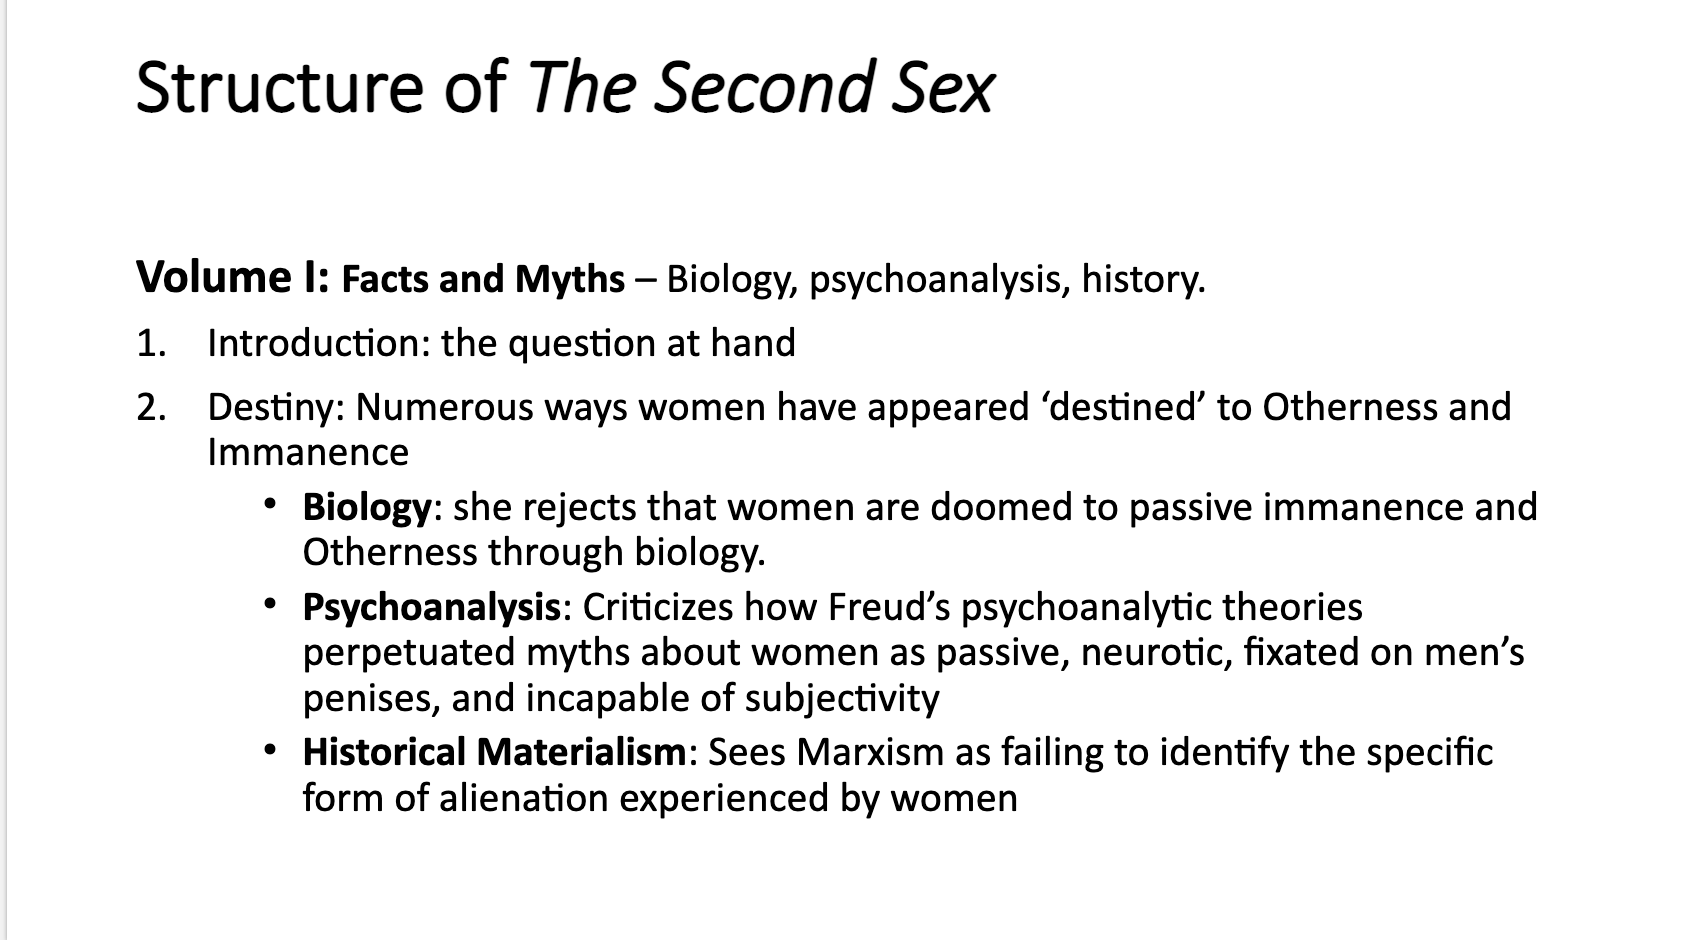 Structure of The Second Sex
Volume I: Facts and Myths – Biology, psychoanalysis, history.
1. Introduction: the question at hand
2. Destiny: Numerous ways women have appeared ‘destined’ to Otherness and
Immanence
• Biology: she rejects that women are doomed to passive immanence and
Otherness through biology.
• Psychoanalysis: Criticizes how Freud’s psychoanalytic theories
perpetuated myths about women as passive, neurotic, fixated on men’s
penises, and incapable of subjectivity
• Historical Materialism: Sees Marxism as failing to identify the specific
form of alienation experienced by women